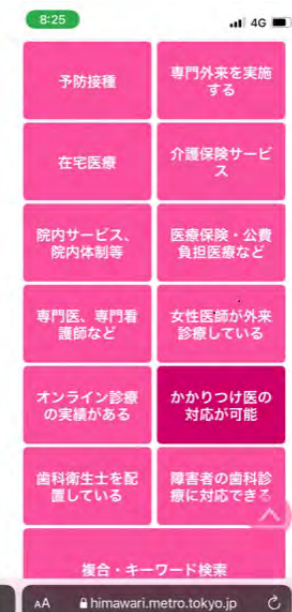 8:25
4G
予防接種
専門外来を実施
する
在宅医療
介護保険サービ
ス
院内サービス、
院内体制等
医療保険・公費
負担医療など
専門医、専門看
護師など
女性医師が外来
診療している
オンライン診療
の実績がある
かかりつけ医の
対応が可能
歯科衛生士を配
置している
障害者の歯科診
療に対応できる
複合・キーワード検索
AA
himawari.metro.tokyo.jp